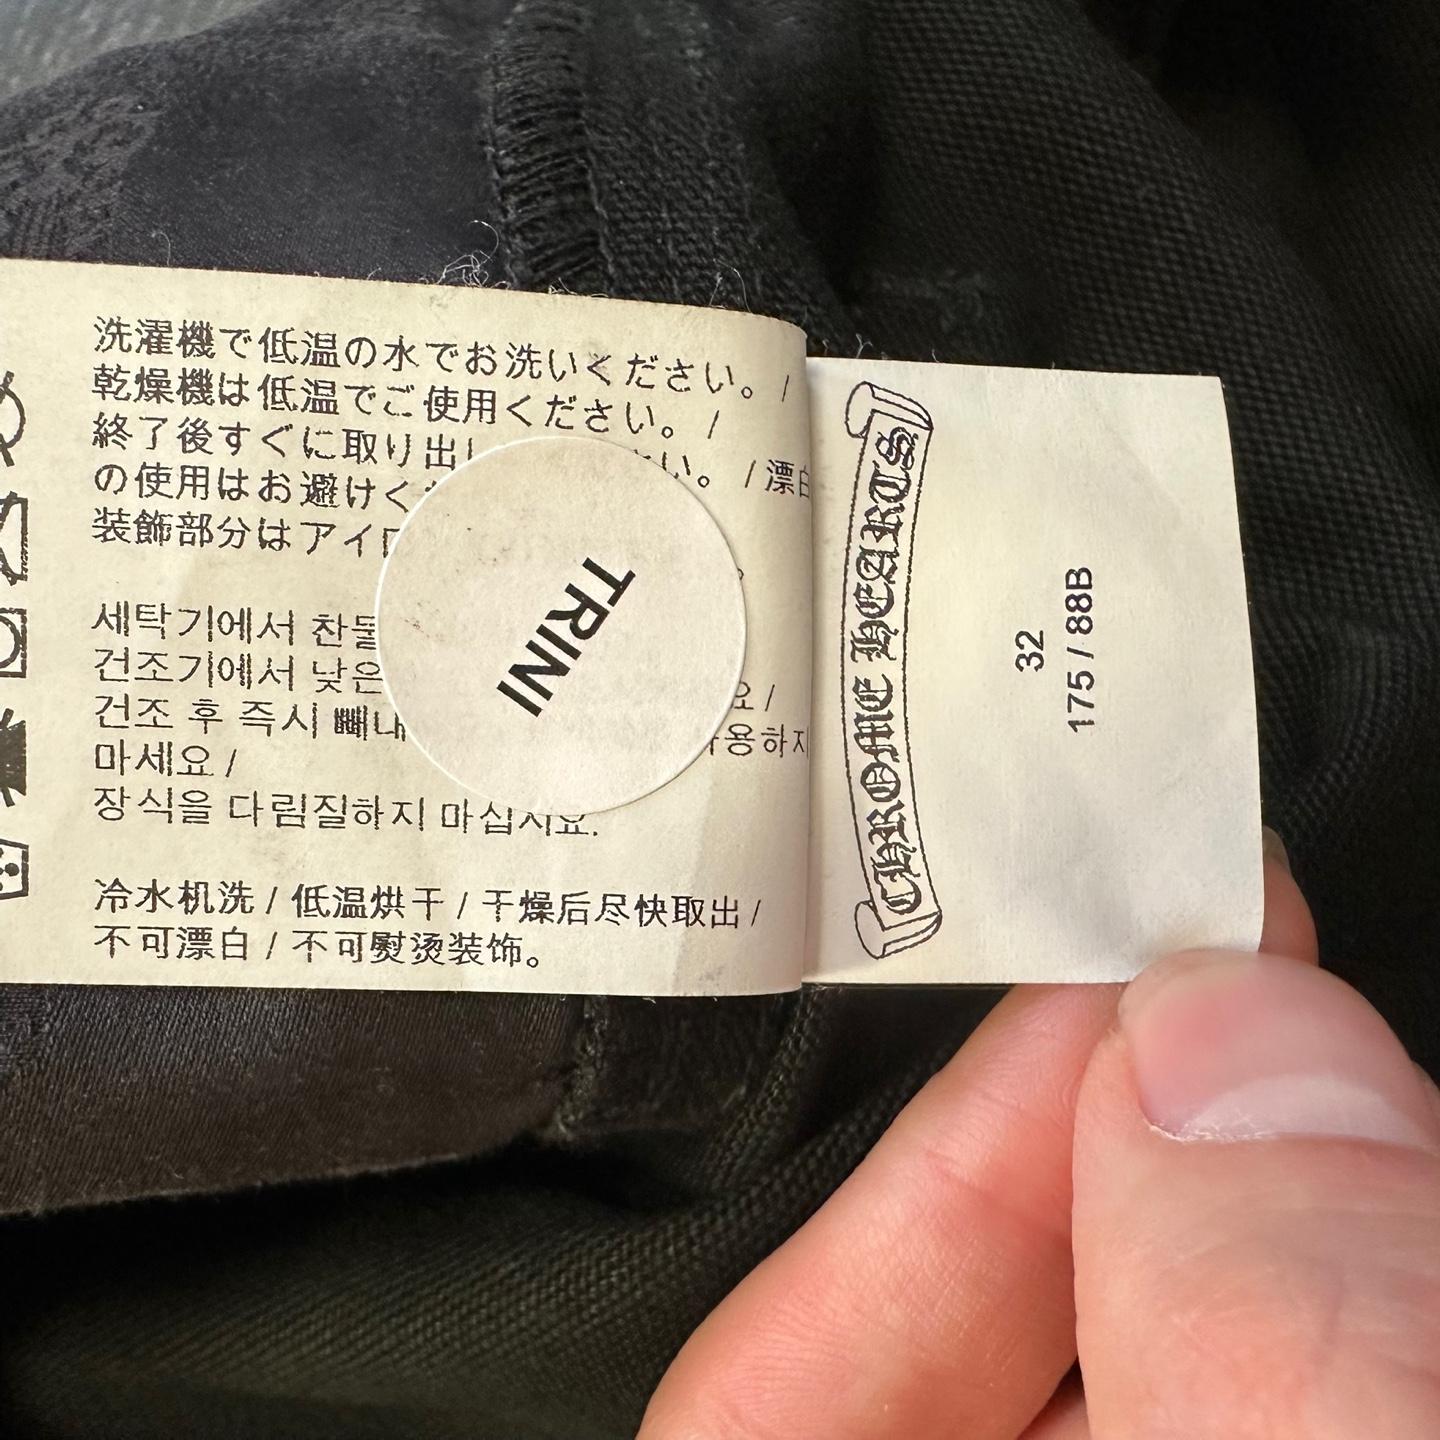 洗濯機で低温の水でお洗いください。 /
乾燥機は低温でご使用ください。 /
終了後すぐに取り出し い。 / 漂白
の使用はお避けく
装飾部分はアイロ
세탁기에서 찬물
건조기에서 낮은 요 /
건조 후 즉시 빼내 사용하지
마세요 /
장식을 다림질하지 마십시요.
冷水机洗 / 低温烘干 / 干燥后尽快取出 /
不可漂白 / 不可熨烫装饰。
TRINI
CHROME HEARTS
32
175 / 88B